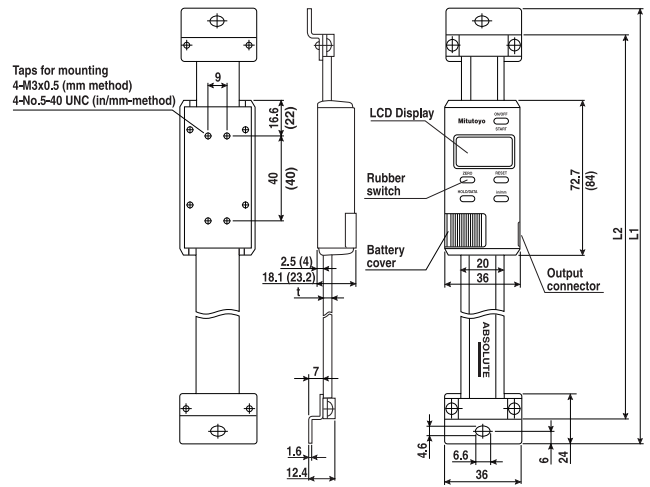 Taps for mounting
4-M3x0.5 (mm method)
4-No.5-40 UNC (in/mm-method)
9
16.6
(22)
40
(40)
2.5 (4)
18.1 (23.2)
t
7
1.6
12.4
LCD Display
Rubber
switch
Battery
cover
Mitutoyo
ON/OFF
START
ZERO
RESET
HOLD/DATA
in/mm
72.7
(84)
L2
L1
20
36
Output
connector
ABSOLUTE
4.6
6.6
6
24
36